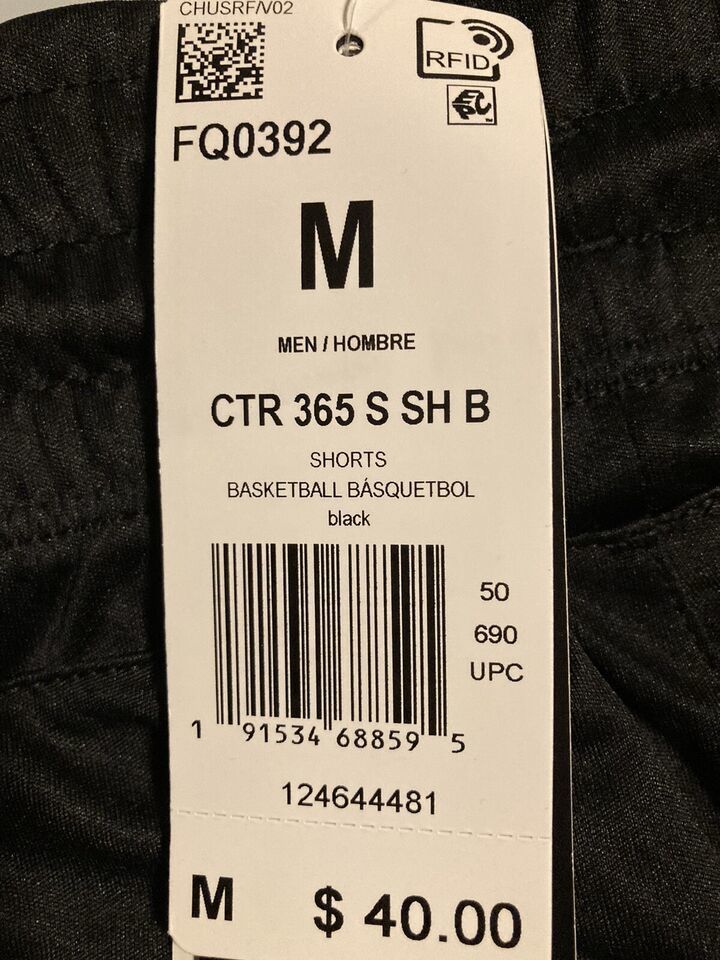 CHUSRF/V02
RFID
EPC
FQ0392
M
MEN / HOMBRE
CTR 365 S SH B
SHORTS
BASKETBALL BÁSQUETBOL
black
50
690
UPC
1 91534 68859 5
124644481
M $ 40.00